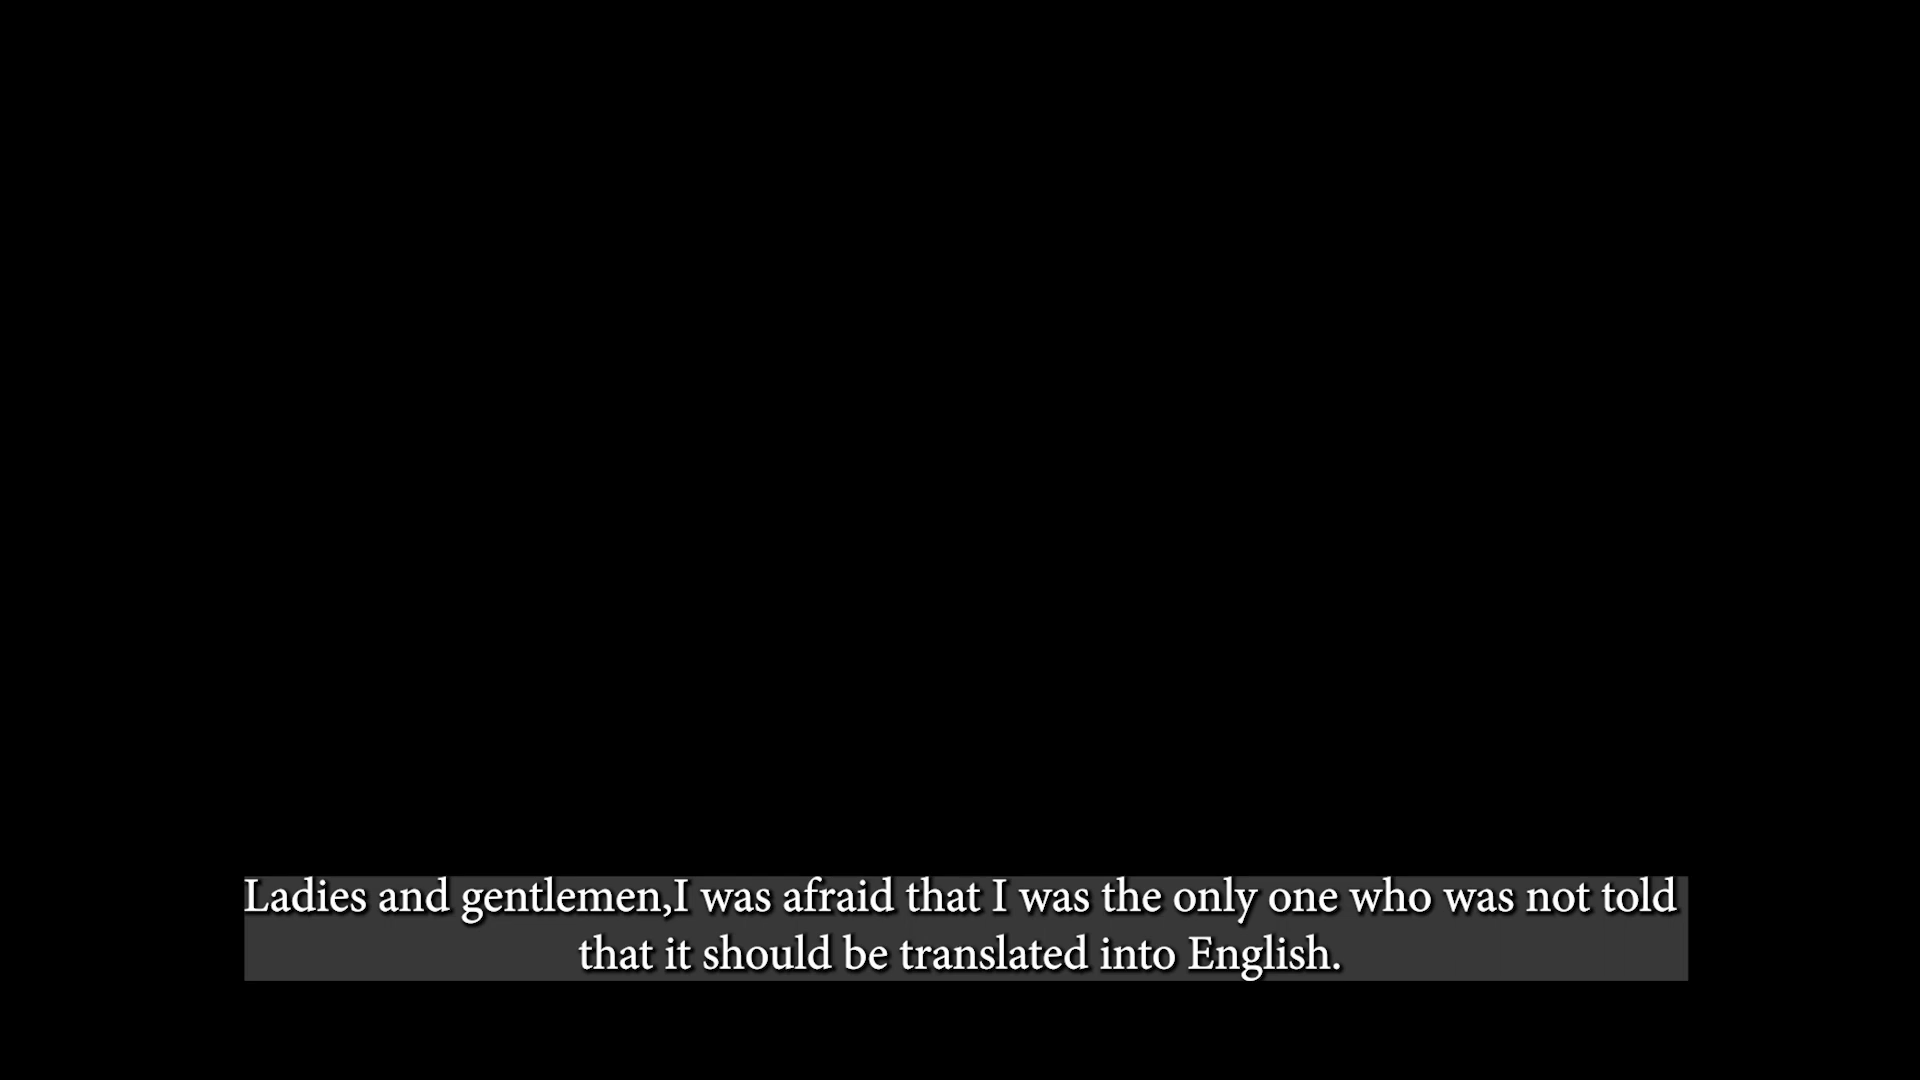 Ladies and gentlemen,I was afraid that I was the only one who was not told
that it should be translated into English.